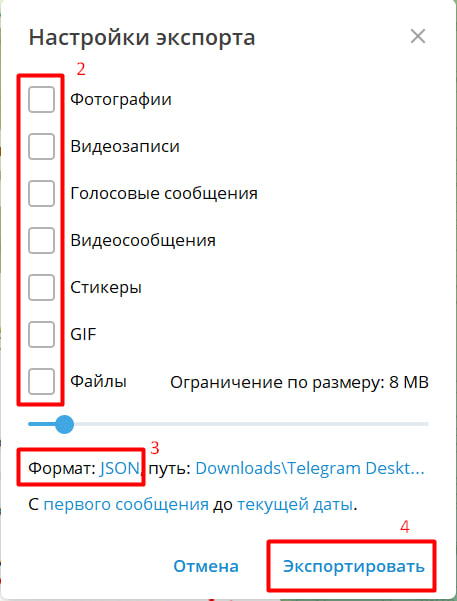 Настройки экспорта
2
Фотографии
Видеозаписи
Голосовые сообщения
Видеосообщения
Стикеры
GIF
Файлы Ограничение по размеру: 8 MB
3
Формат: JSON, путь: Downloads\Telegram Deskt...
С первого сообщения до текущей даты.
4
Отмена Экспортировать